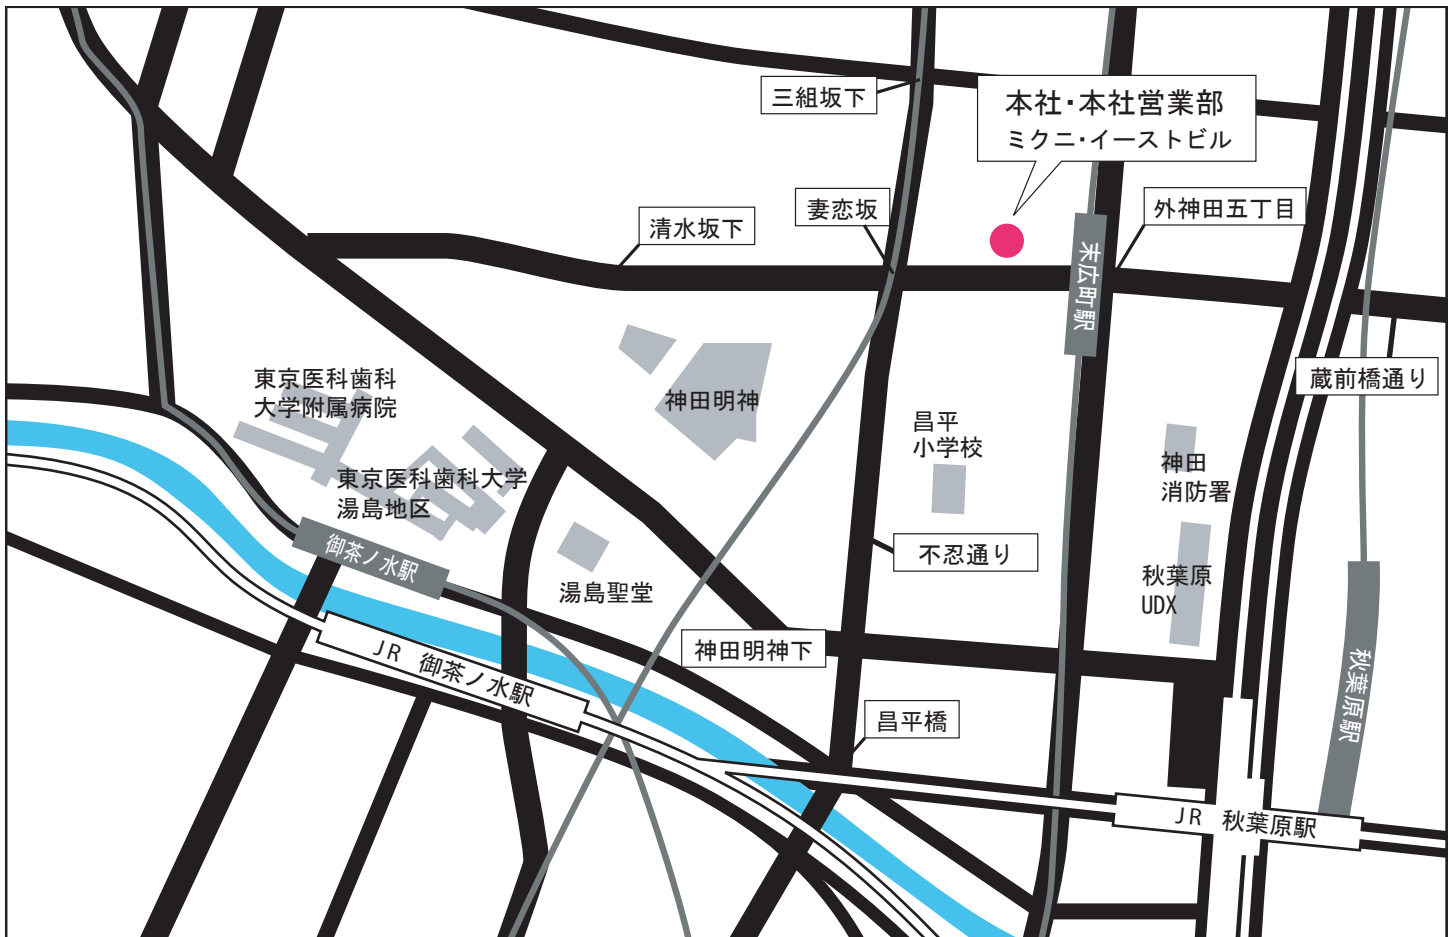 三組坂下
本社・本社営業部
ミクニ・イーストビル
清水坂下
妻恋坂
外神田五丁目
末広町駅
蔵前橋通り
東京医科歯科
大学附属病院
神田明神
昌平
小学校
神田
消防署
東京医科歯科大学
湯島地区
御茶ノ水駅
湯島聖堂
不忍通り
秋葉原
UDX
神田明神下
JR 御茶ノ水駅
秋葉原駅
昌平橋
JR 秋葉原駅